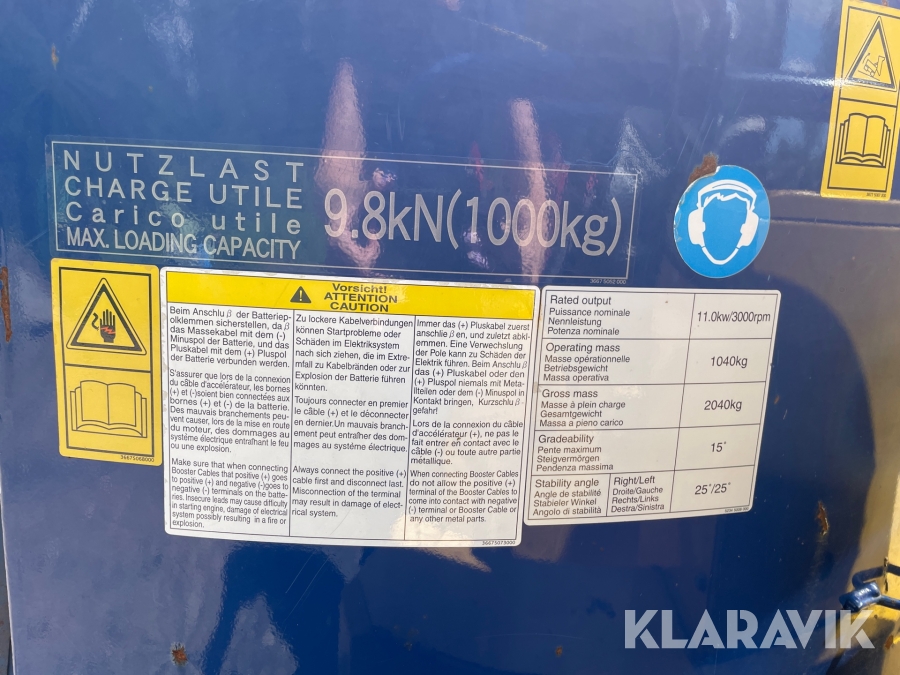 NUTZLAST
CHARGE UTILE
Carico utile
MAX. LOADING CAPACITY
9.8kN(1000kg)
36675068000
Vorsicht!
ATTENTION
CAUTION
Beim Anschlu β der Batteriep-
olklemmen sicherstellen, da β
das Massekabel mit dem (-)
Minuspol der Batterie, und das
Pluskabel mit dem (+) Pluspol
der Batterie verbunden werden.
S'assurer que lors de la connexion
du câble d'accélérateur, les bornes
(+) et(-)soient bien connectées aux
bornes (+) et (-) de la batterie.
Des mauvais branchements peu-
vent causer, lors de la mise en route
du motor, des dommages au
système électrique entraînant le feu
ou une explosion.
Make sure that when connecting
Booster Cables that positive (+) goes
to positive (+) and negative (-)goes to
negative (-) terminals on the batte-
ries. Insecure leads may cause difficulty
in starting engine, damage of electrical
system possibly resulting in a fire or
explosion.
Zu lockere Kabelverbindungen
können Startprobleme oder
Schäden im Elektriksystem
nach sich ziehen, die im Extre-
mfall zu Kabelbränden oder zur
Explosion der Batterie führen
könnten.
Toujours connecter en premier
le câble (+) et le déconnecter
en dernier.Un mauvais branch-
ement peut entraîher des dom-
mages au systéme électrique.
Always connect the positive (+)
cable first and disconnect last.
Misconnection of the terminal
may result in damage of elect-
rical system.
Immer das (+) Pluskabel zuerst
anschlie β en, und zuletzt abkl-
emmen. Eine Verwechslung
der Pole kann zu Schäden der
Elektrik führen. Beim Anschlu β
das (+) Pluskabel oder den
(+) Pluspol niemals mit Meta-
llteilen oder dem (-) Minuspol in
Kontakt bringen, Kurzschlu β -
gefahr!
Lors de la connexion du câble
d'accélérateur (+), ne pas le
fait entrer en contact avec le
câble (-) ou toute autre partie
métallique.
When connecting Booster Cables
do not allow the positive (+)
terminal of the Booster Cables to
come into contact with negative
(-) terminal or Booster Cable or
any other metal parts.
36675073000
Rated output
Puissance nominale
Nennleistung
Potenza nominale
11.0kw/3000rpm
Operating mass
Masse opérationnelle
Betriebsgewicht
Massa operativa
1040kg
Gross mass
Masse à plein charge
Gesamtgewicht
Massa a pieno carico
2040kg
Gradeability
Pente maximum
Steigvermörgen
Pendenza massima
15°
Stability angle
Angle de stabilité
Stabieler Winkel
Angolo di stabilità
Right/Left
Droite/Gauche
Rechts/Links
Destra/Sinistra
25°/25°
KLARAVIK